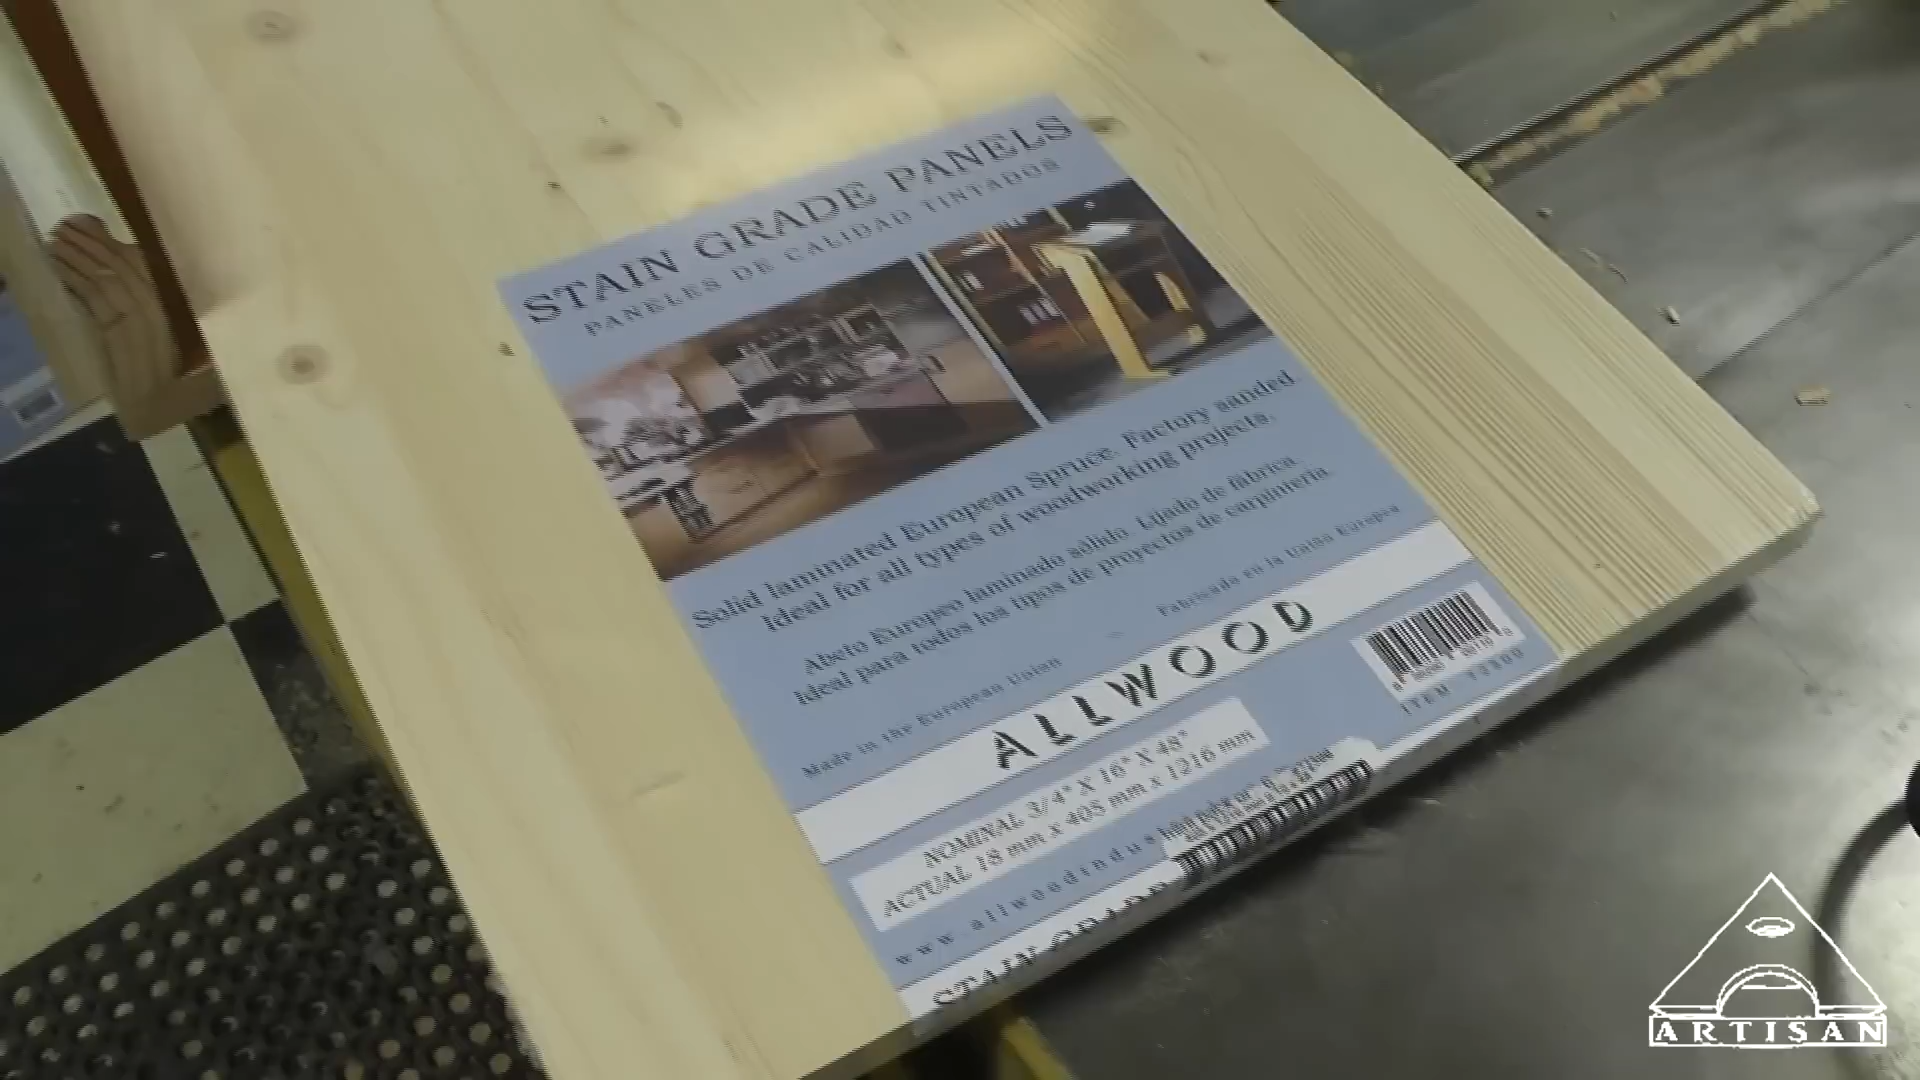 STAIN GRADE PANELS
PANELES DE CALIDAD TINTADOS
Solid laminated European Spruce. Factory sanded
Ideal for all types of woodworking projects.
Abeto Europeo laminado sólido. Lijado de fábrica.
Ideal para todos los tipos de proyectos de carpintería.
Made in the European Union
Fabricado en la Unión Europea
ALLWOOD
NOMINAL 3/4" X 16" X 48"
ACTUAL 18 mm x 405 mm x 1216 mm
ITEM
www.allwoodindus
STAIN GRADE
ARTISAN